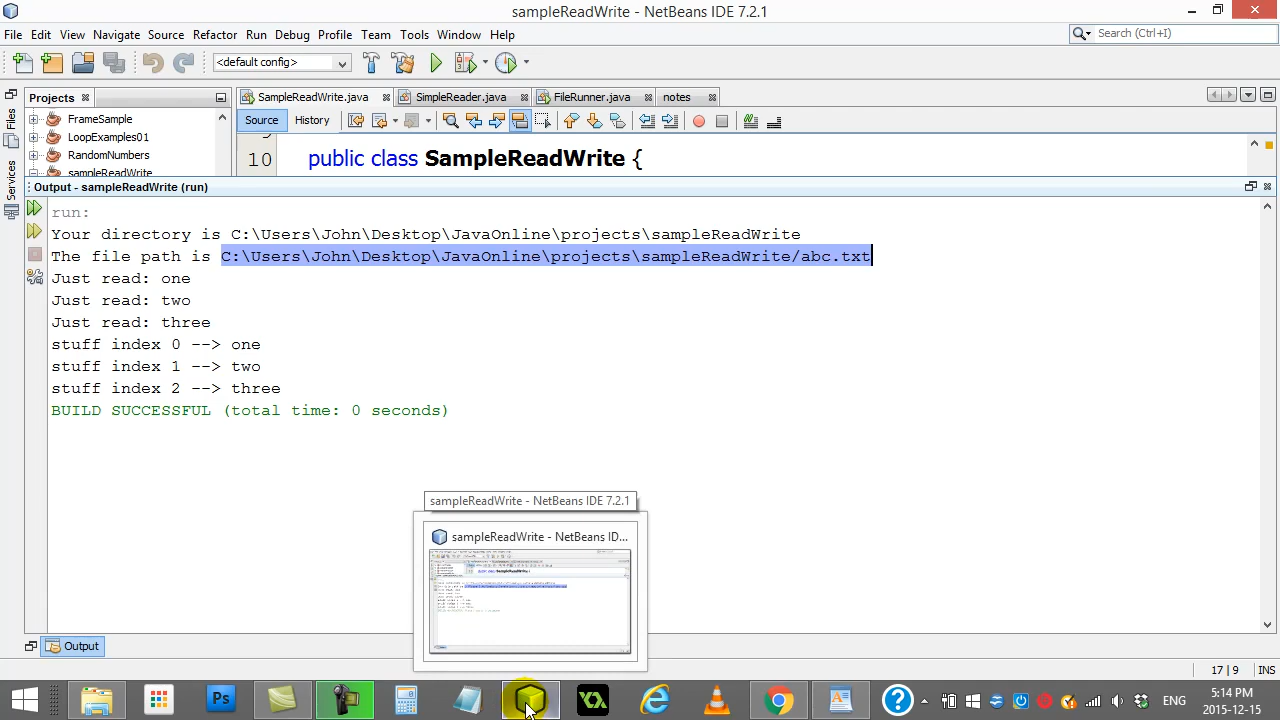 sampleReadWrite - NetBeans IDE 7.2.1
File Edit View Navigate Source Refactor Run Debug Profile Team Tools Window Help
Search (Ctrl+I)
<default config>
Projects
SampleReadWrite.java SimpleReader.java FileRunner.java notes
Files
Services
FrameSample
LoopExamples01
RandomNumbers
sampleReadWrite
Source History
10 public class SampleReadWrite {
Output - sampleReadWrite (run)
run:
Your directory is C:\Users\John\Desktop\JavaOnline\projects\sampleReadWrite
The file path is C:\Users\John\Desktop\JavaOnline\projects\sampleReadWrite/abc.txt
Just read: one
Just read: two
Just read: three
stuff index 0 --> one
stuff index 1 --> two
stuff index 2 --> three
BUILD SUCCESSFUL (total time: 0 seconds)
sampleReadWrite - NetBeans IDE 7.2.1
sampleReadWrite - NetBeans ID...
Output
17 | 9 INS
Ps
ENG
5:14 PM
2015-12-15